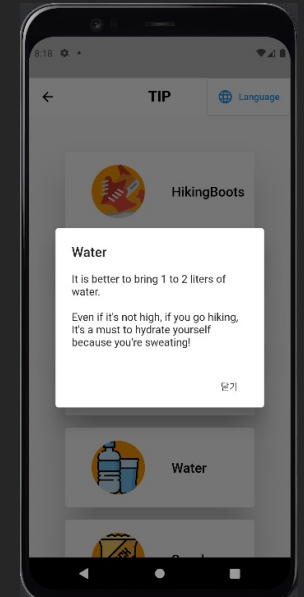 8:18
TIP
Language
HikingBoots
Water
It is better to bring 1 to 2 liters of
water.
Even if it's not high, if you go hiking,
It's a must to hydrate yourself
because you're sweating!
닫기
Water